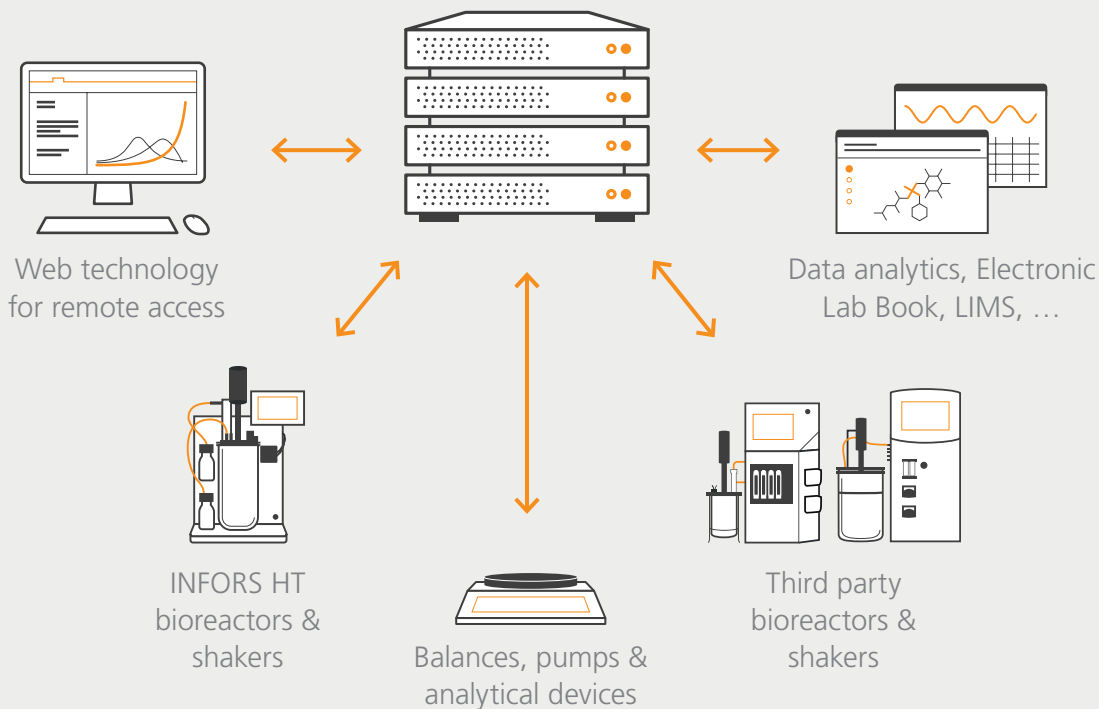 Web technology
for remote access
Data analytics, Electronic
Lab Book, LIMS, …
INFORS HT
bioreactors &
shakers
Balances, pumps &
analytical devices
Third party
bioreactors &
shakers